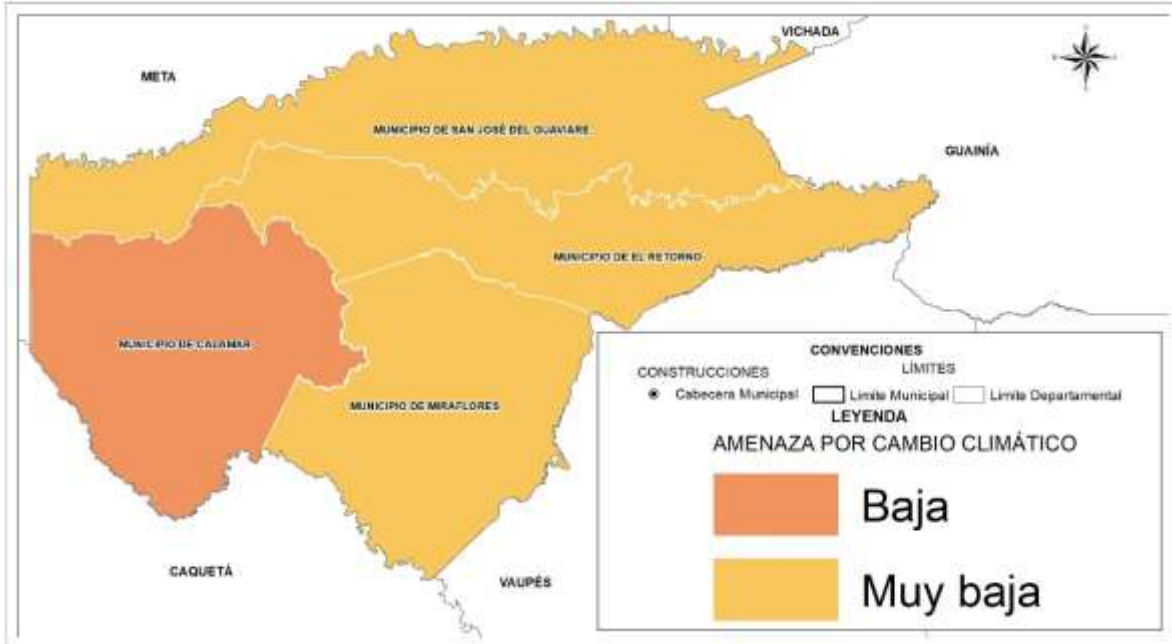 VICHADA
META
MUNICIPIO DE SAN JOSÉ DEL GUAVIARE
GUAINÍA
MUNICIPIO DE EL RETORNO
MUNICIPIO DE CALAMAR
MUNICIPIO DE MIRAFLORES
CAQUETÁ
VAUPÉS
CONVENCIONES
CONSTRUCCIONES
LÍMITES
Cabecera Municipal
Limite Municipal
Limite Departamental
LEYENDA
AMENAZA POR CAMBIO CLIMÁTICO
Baja
Muy baja